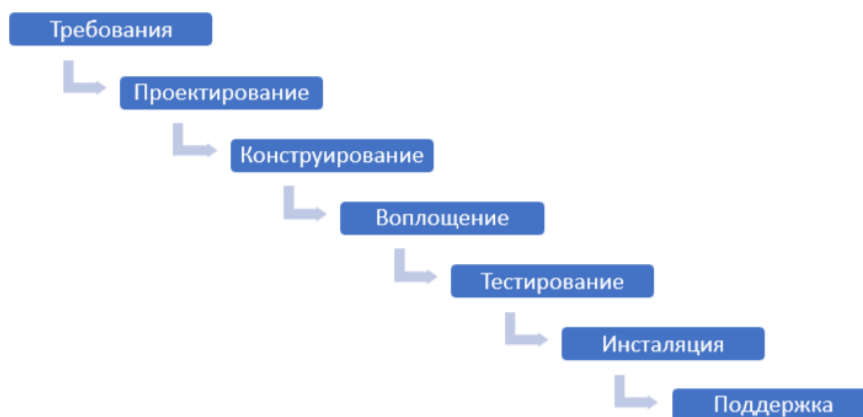 Требования
Проектирование
Конструирование
Воплощение
Тестирование
Инсталяция
Поддержка